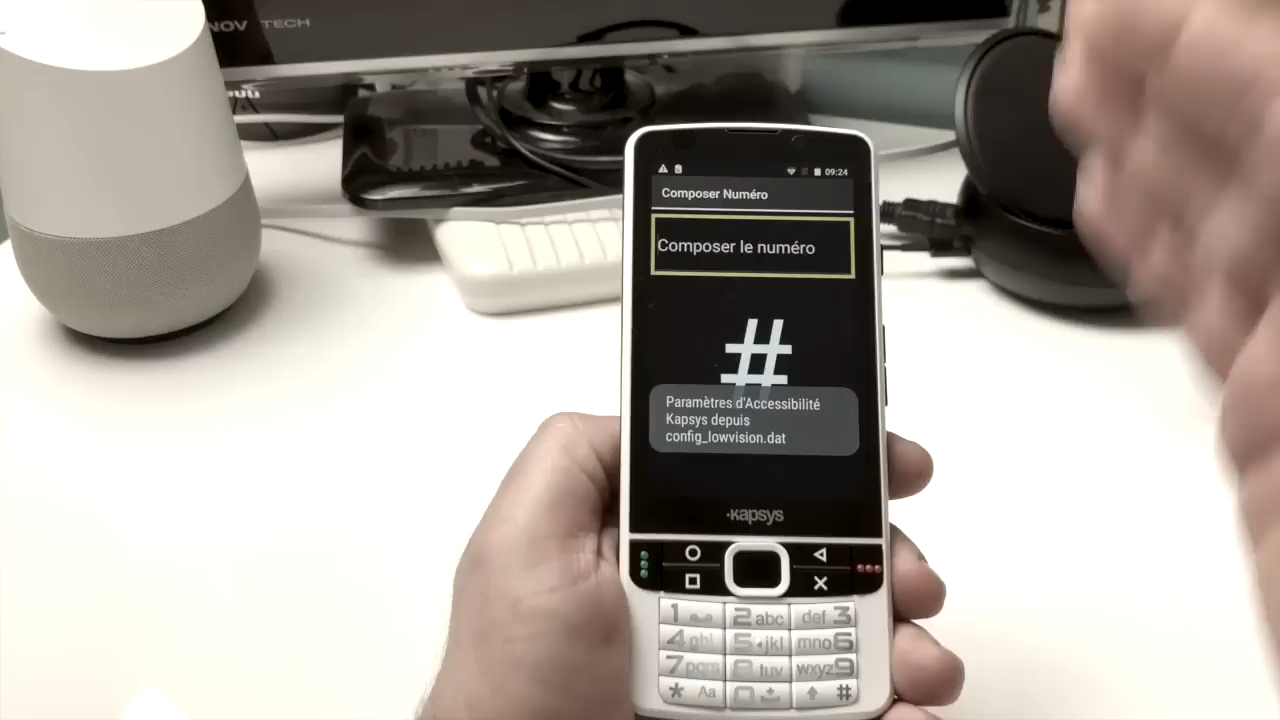 NOV TECH
09:24
Composer Numéro
Composer le numéro
#
Paramètres d'Accessibilité
Kapsys depuis
config_lowvision.dat
Kapsys
1
2 abc
def 3
4 ghi
5 jkl
mno 6
7 pqrs
8 tuv
wxyz 9
* Aa
0
#